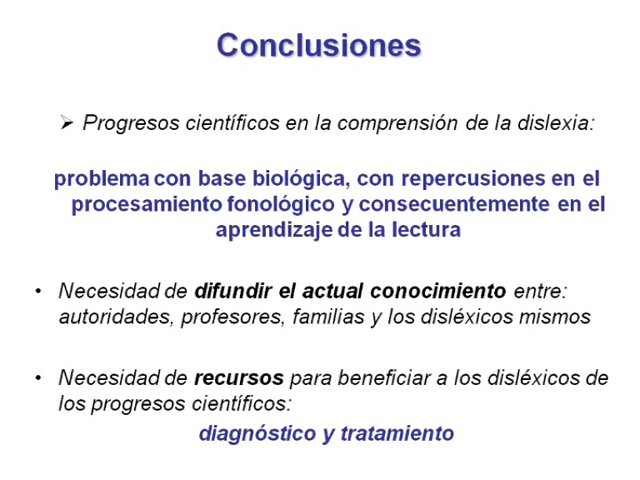 Conclusiones
➢ Progresos científicos en la comprensión de la dislexia:
problema con base biológica, con repercusiones en el
procesamiento fonológico y consecuentemente en el
aprendizaje de la lectura
• Necesidad de difundir el actual conocimiento entre:
autoridades, profesores, familias y los disléxicos mismos
• Necesidad de recursos para beneficiar a los disléxicos de
los progresos científicos:
diagnóstico y tratamiento